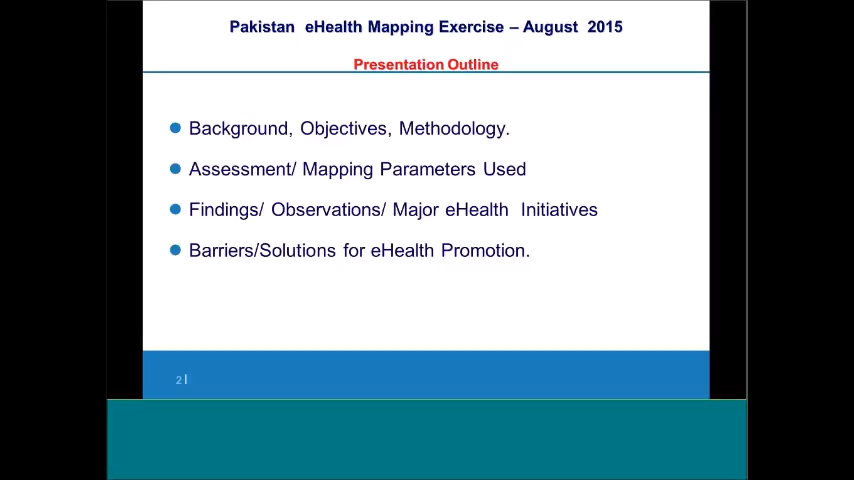 Pakistan eHealth Mapping Exercise – August 2015
Presentation Outline
Background, Objectives, Methodology.
Assessment/ Mapping Parameters Used
Findings/ Observations/ Major eHealth Initiatives
Barriers/Solutions for eHealth Promotion.
2|